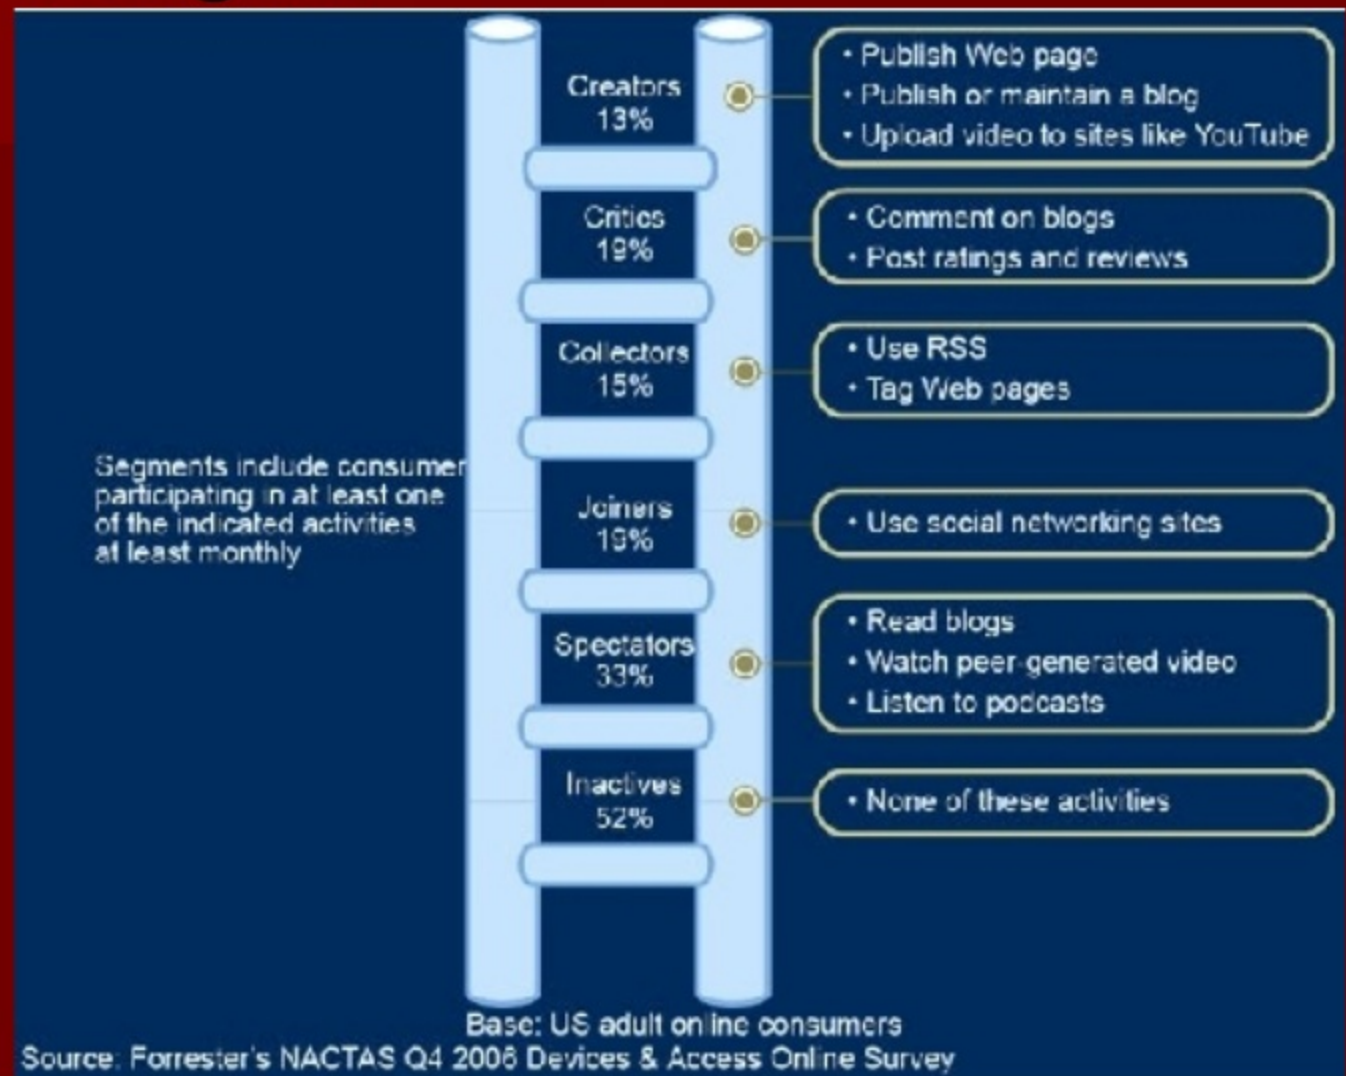 Creators
13%
• Publish Web page
• Publish or maintain a blog
• Upload video to sites like YouTube
Critics
19%
• Comment on blogs
• Post ratings and reviews
Collectors
15%
• Use RSS
• Tag Web pages
Segments include consumer
participating in at least one
of the indicated activities
at least monthly
Joiners
19%
• Use social networking sites
Spectators
33%
• Read blogs
• Watch peer-generated video
• Listen to podcasts
Inactives
52%
• None of these activities
Base: US adult online consumers
Source: Forrester's NACTAS Q4 2006 Devices & Access Online Survey